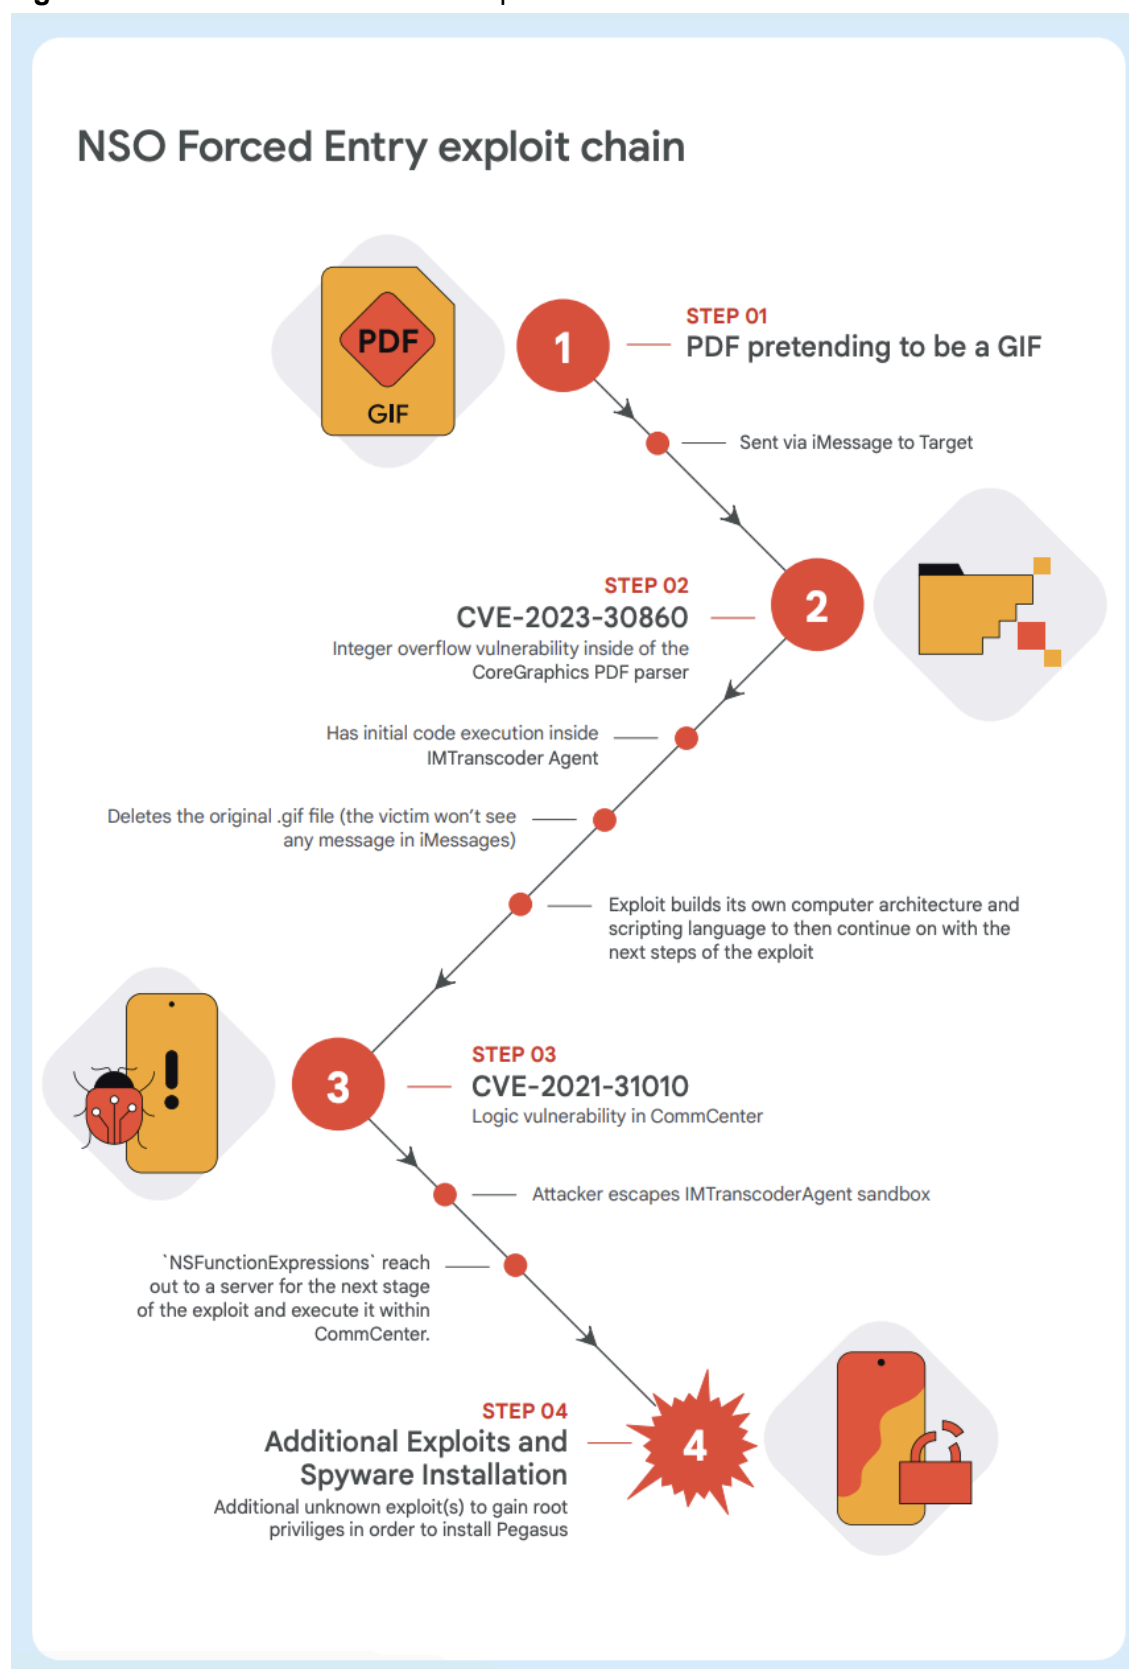 NSO Forced Entry exploit chain
PDF
GIF
1
STEP 01
PDF pretending to be a GIF
Sent via iMessage to Target
2
STEP 02
CVE-2023-30860
Integer overflow vulnerability inside of the
CoreGraphics PDF parser
Has initial code execution inside
IMTranscoder Agent
Deletes the original .gif file (the victim won't see
any message in iMessages)
Exploit builds its own computer architecture and
scripting language to then continue on with the
next steps of the exploit
3
STEP 03
CVE-2021-31010
Logic vulnerability in CommCenter
Attacker escapes IMTranscoderAgent sandbox
`NSFunctionExpressions` reach
out to a server for the next stage
of the exploit and execute it within
CommCenter.
4
STEP 04
Additional Exploits and
Spyware Installation
Additional unknown exploit(s) to gain root
priviliges in order to install Pegasus